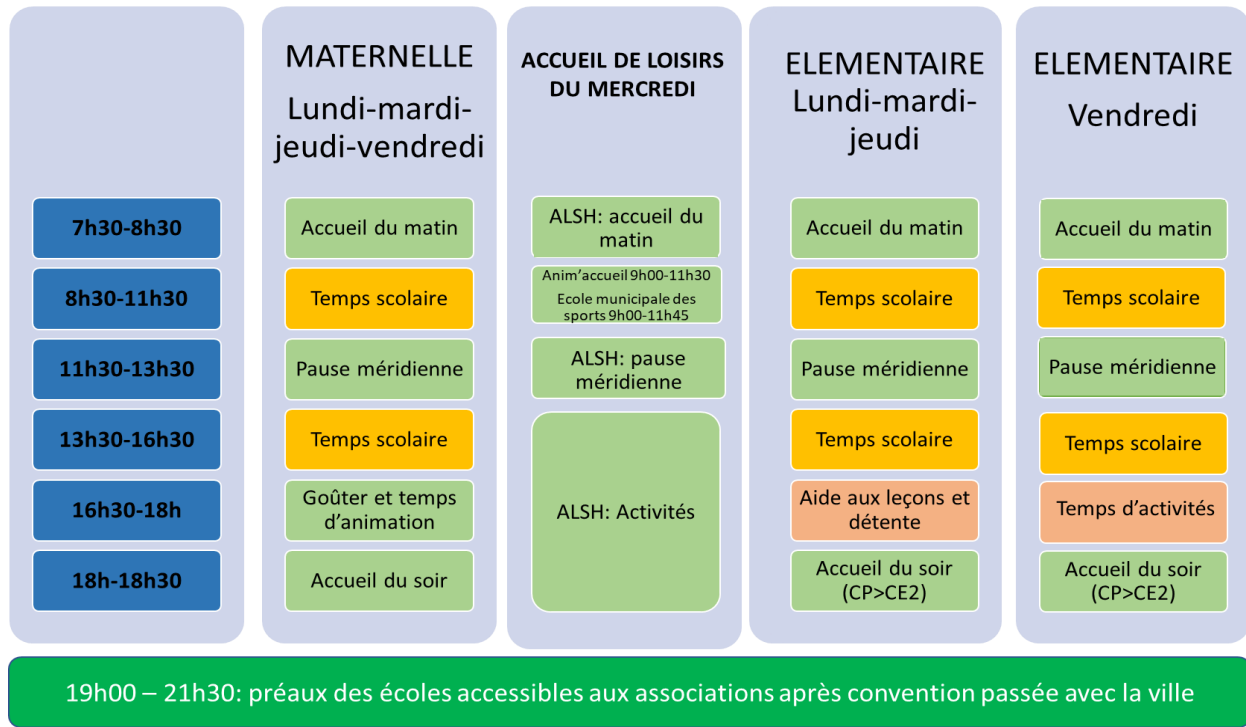 MATERNELLE
Lundi-mardi-
jeudi-vendredi
ACCUEIL DE LOISIRS
DU MERCREDI
ELEMENTAIRE
Lundi-mardi-
jeudi
ELEMENTAIRE
Vendredi
7h30-8h30
Accueil du matin
ALSH: accueil du
matin
Accueil du matin
Accueil du matin
8h30-11h30
Temps scolaire
Anim’accueil 9h00-11h30
Ecole municipale des
sports 9h00-11h45
Temps scolaire
Temps scolaire
11h30-13h30
Pause méridienne
ALSH: pause
méridienne
Pause méridienne
Pause méridienne
13h30-16h30
Temps scolaire
ALSH: Activités
Temps scolaire
Temps scolaire
16h30-18h
Goûter et temps
d’animation
Aide aux leçons et
détente
Temps d’activités
18h-18h30
Accueil du soir
Accueil du soir
(CP>CE2)
Accueil du soir
(CP>CE2)
19h00 – 21h30: préaux des écoles accessibles aux associations après convention passée avec la ville